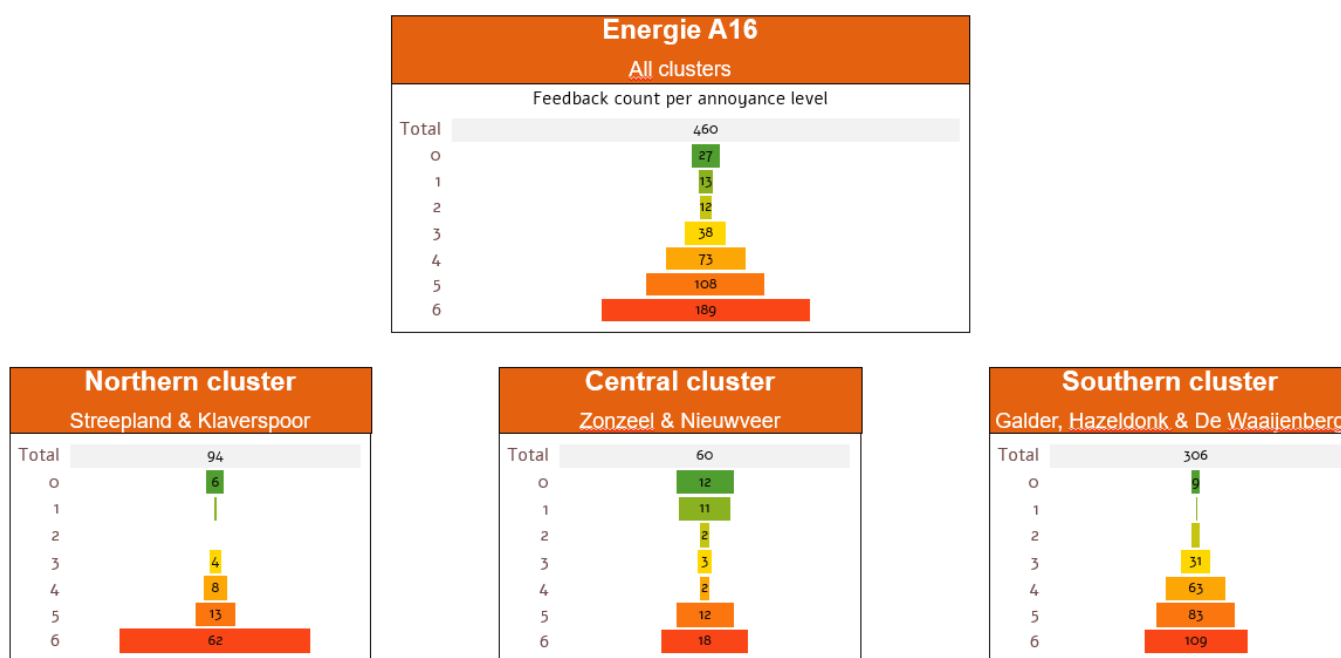 Energie A16
All clusters
Feedback count per annoyance level
Total 460
0 27
1 13
2 12
3 38
4 73
5 108
6 189
Northern cluster
Streepland & Klaverspoor
Total 94
0 6
1
2
3 4
4 8
5 13
6 62
Central cluster
Zonzeel & Nieuwveer
Total 60
0 12
1 11
2 2
3 3
4 2
5 12
6 18
Southern cluster
Galder, Hazeldonk & De Waaijenberg
Total 306
0 9
1
2
3 31
4 63
5 83
6 109